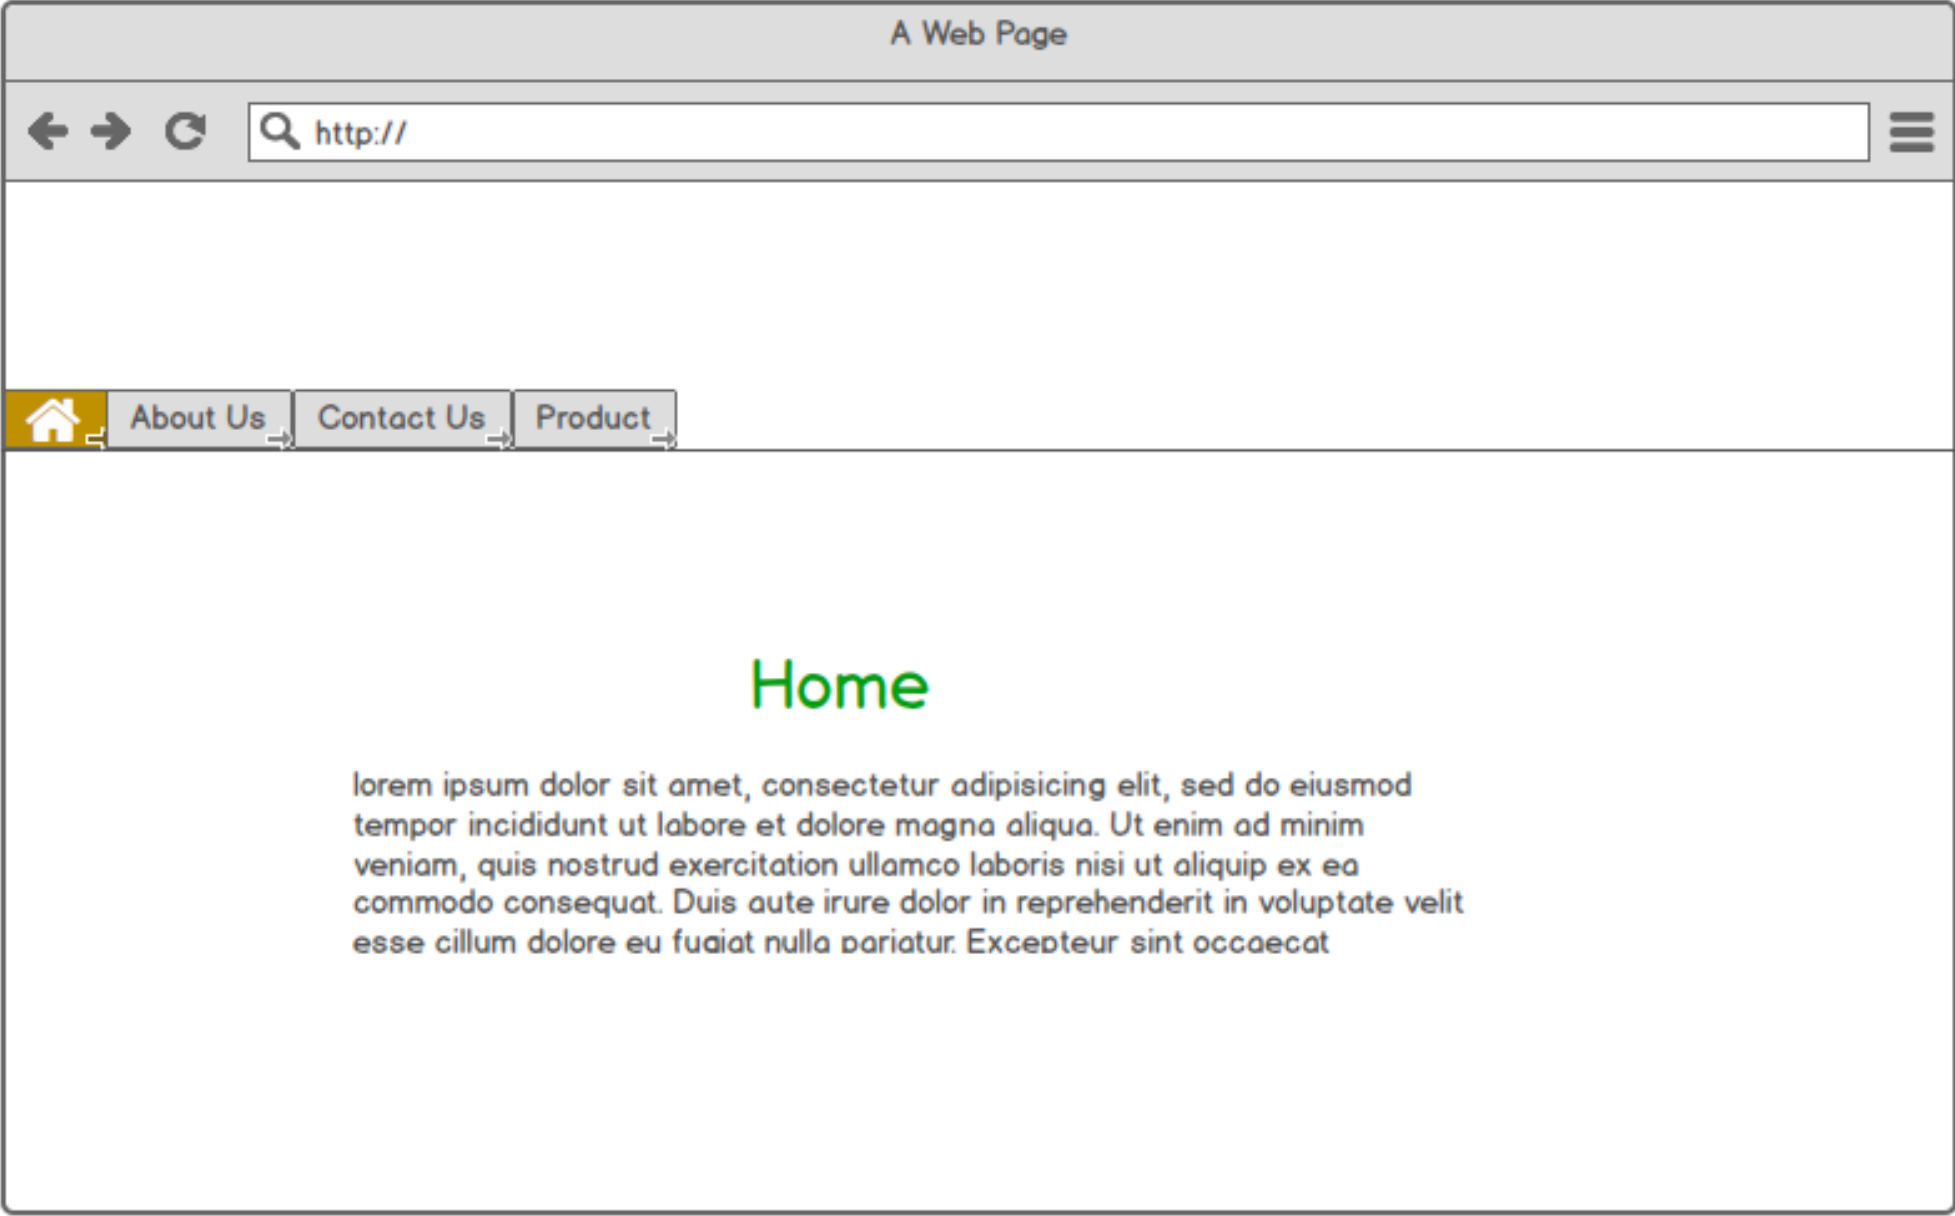 A Web Page
http://
About Us Contact Us Product
Home
lorem ipsum dolor sit amet, consectetur adipisicing elit, sed do eiusmod
tempor incididunt ut labore et dolore magna aliqua. Ut enim ad minim
veniam, quis nostrud exercitation ullamco laboris nisi ut aliquip ex ea
commodo consequat. Duis aute irure dolor in reprehenderit in voluptate velit
esse cillum dolore eu fugiat nulla pariatur. Excepteur sint occaecat